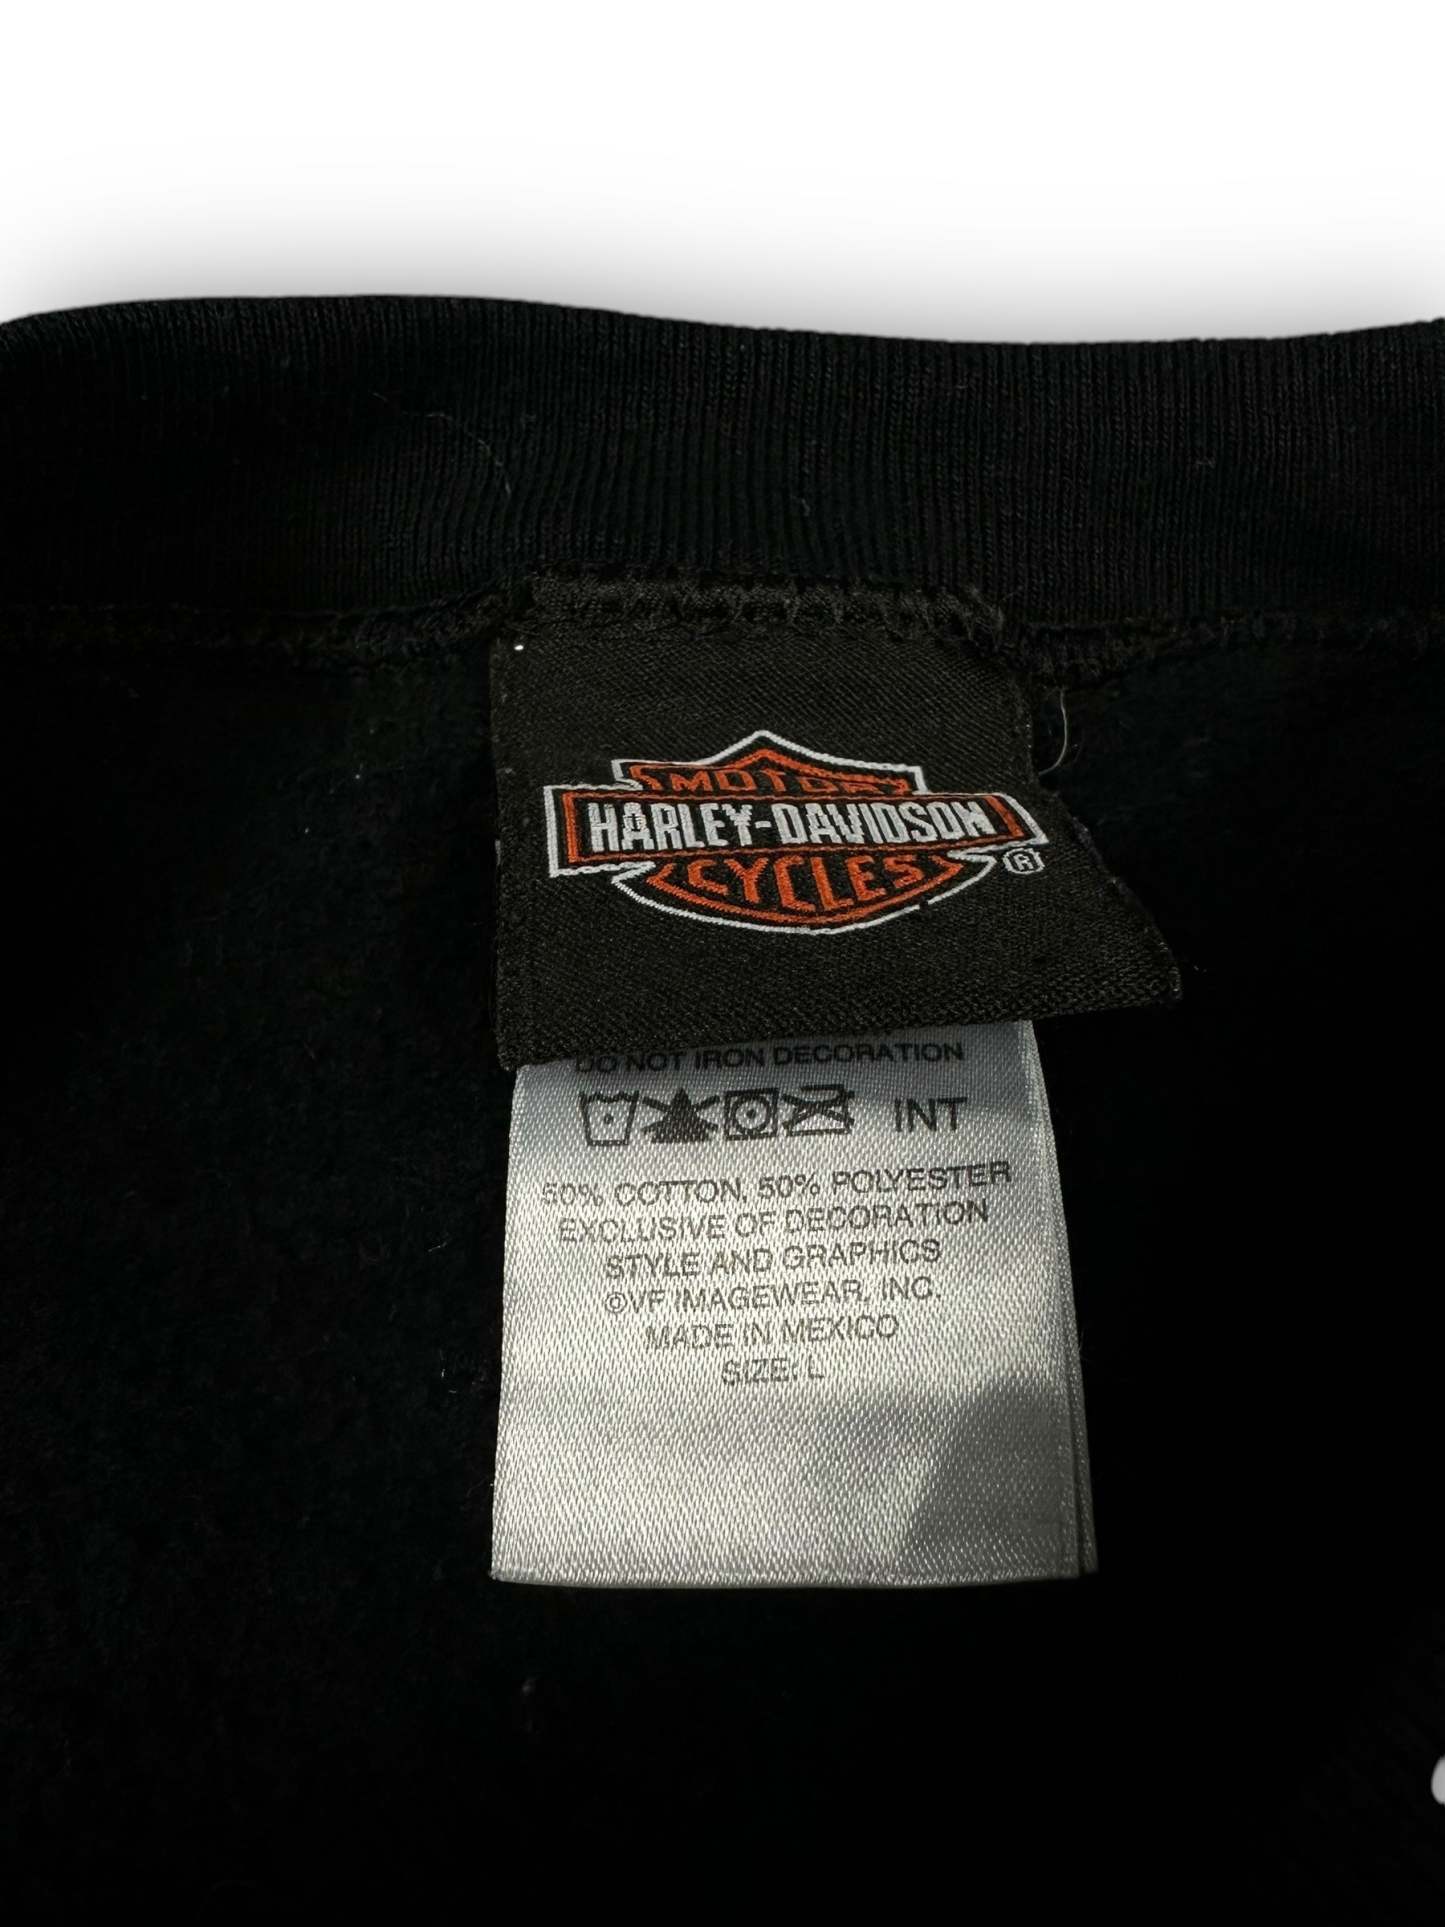 MOTOR
HARLEY-DAVIDSON
CYCLES
®
DO NOT IRON DECORATION
INT
50% COTTON, 50% POLYESTER
EXCLUSIVE OF DECORATION
STYLE AND GRAPHICS
©VF IMAGEWEAR, INC.
MADE IN MEXICO
SIZE: L